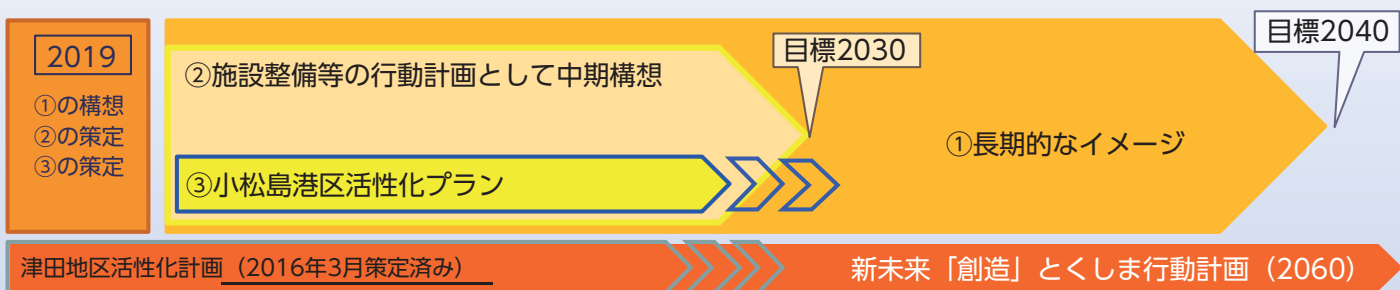 2019
①の構想
②の策定
③の策定
②施設整備等の行動計画として中期構想
目標2030
目標2040
①長期的なイメージ
③小松島港区活性化プラン
津田地区活性化計画（2016年3月策定済み）
新未来「創造」とくしま行動計画（2060）